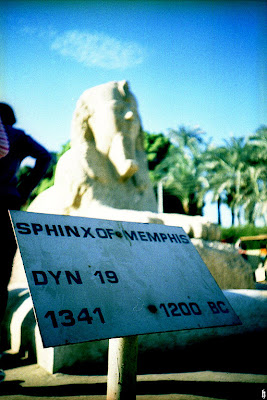 SPHINX OF MEMPHIS
DYN 19
1341 1200 BC